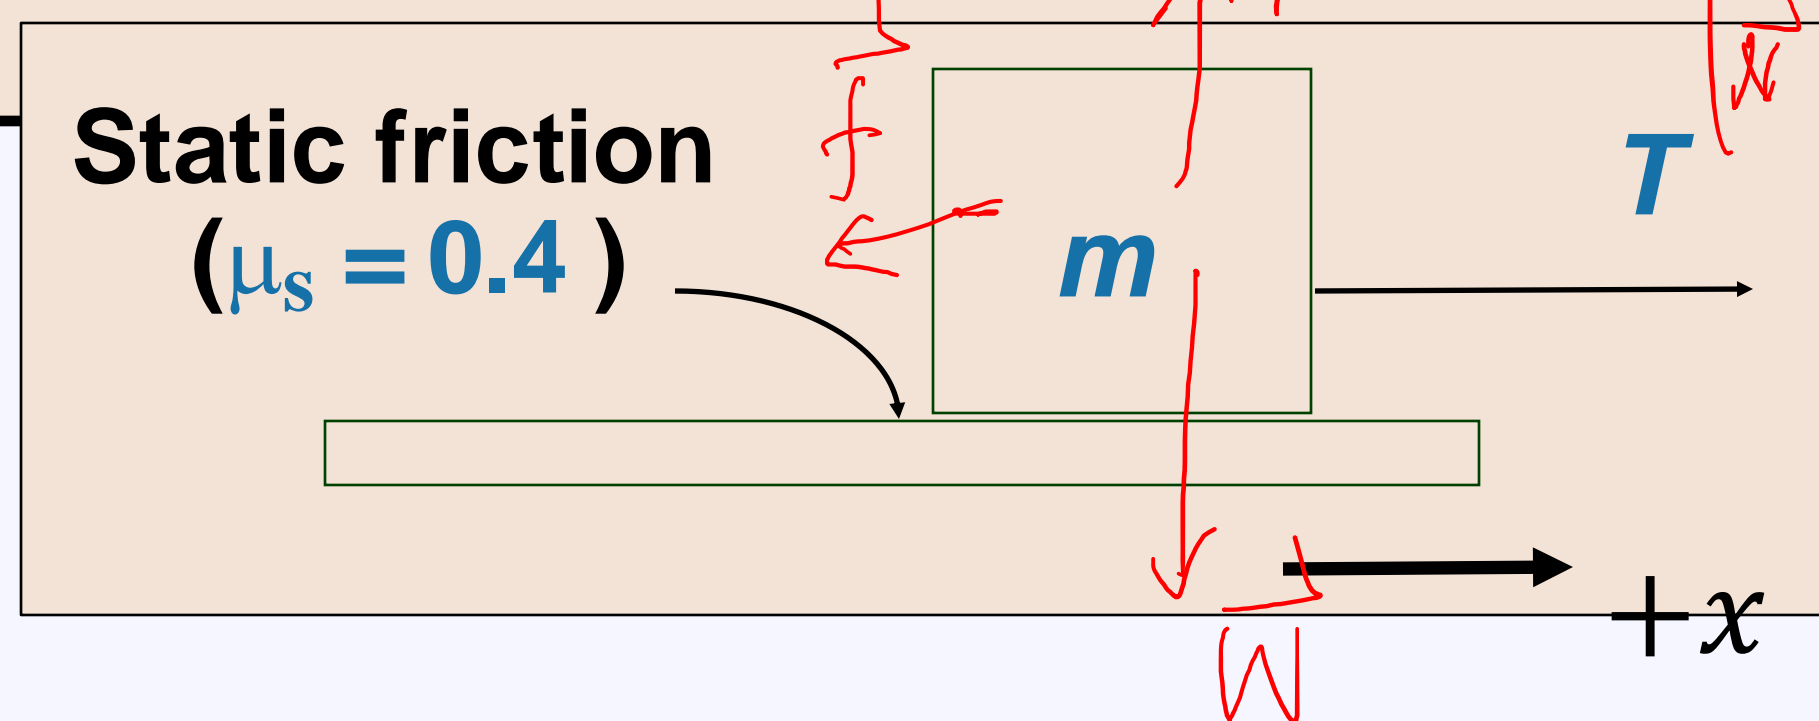 Static friction
(μs = 0.4 )
f
m
T
N
+x
W